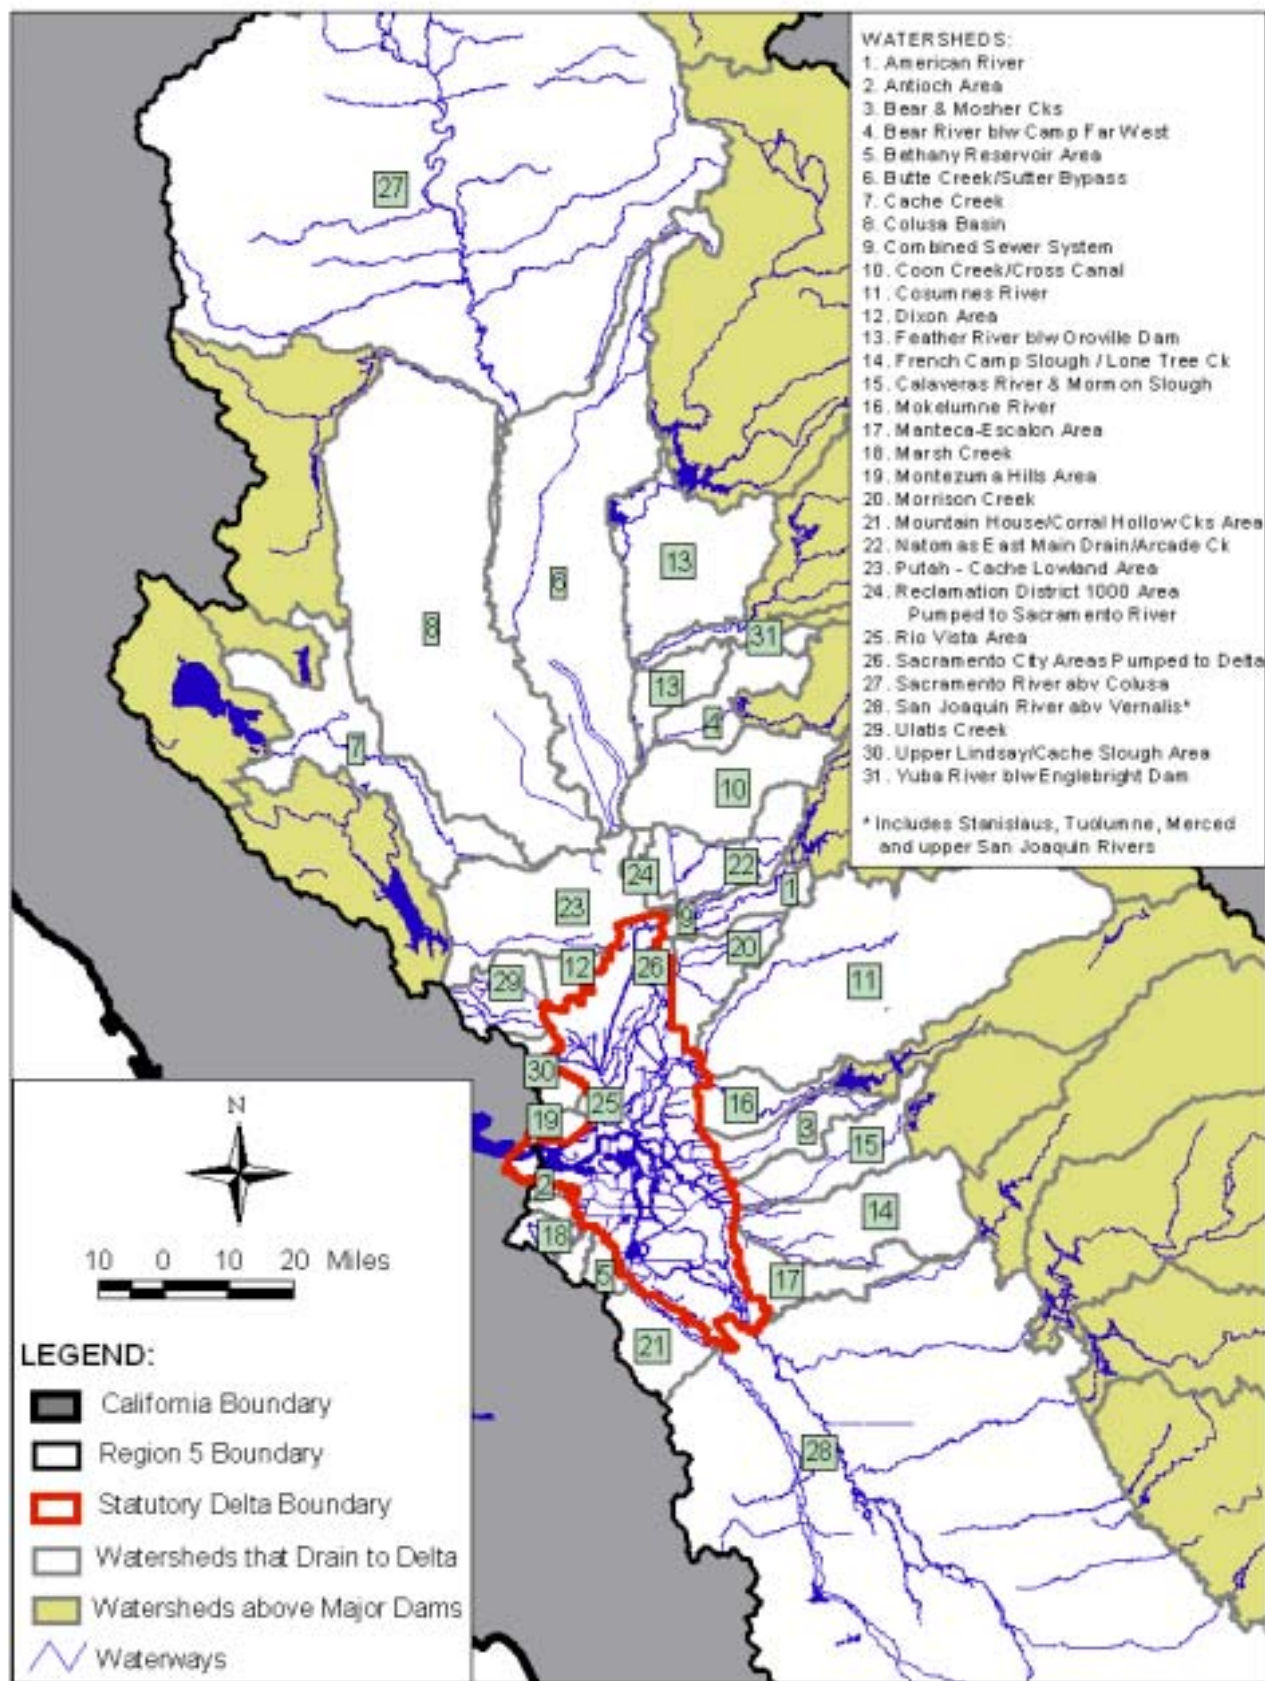 WATERSHEDS:
1. American River
2. Antioch Area
3. Bear & Mosher Cks
4. Bear River blw Camp Far West
5. Bethany Reservoir Area
6. Butte Creek/Sutter Bypass
7. Cache Creek
8. Colusa Basin
9. Combined Sewer System
10. Coon Creek/Cross Canal
11. Cosumnes River
12. Dixon Area
13. Feather River blw Oroville Dam
14. French Camp Slough / Lone Tree Ck
15. Calaveras River & Mormon Slough
16. Mokelumne River
17. Manteca-Escalon Area
18. Marsh Creek
19. Montezuma Hills Area
20. Morrison Creek
21. Mountain House/Corral Hollow Cks Area
22. Natomas East Main Drain/Arcade Ck
23. Putah - Cache Lowland Area
24. Reclamation District 1000 Area
Pumped to Sacramento River
25. Rio Vista Area
26. Sacramento City Areas Pumped to Delta
27. Sacramento River abv Colusa
28. San Joaquin River abv Vernalis*
29. Ulatis Creek
30. Upper Lindsay/Cache Slough Area
31. Yuba River blw Englebright Dam
* Includes Stanislaus, Tuolumne, Merced
and upper San Joaquin Rivers
27
13
6
8
31
13
4
7
10
22
24
1
23
9
20
12
26
29
11
30
25
16
19
3
15
2
14
18
5
17
21
28
N
10 0 10 20 Miles
LEGEND:
California Boundary
Region 5 Boundary
Statutory Delta Boundary
Watersheds that Drain to Delta
Watersheds above Major Dams
Waterways